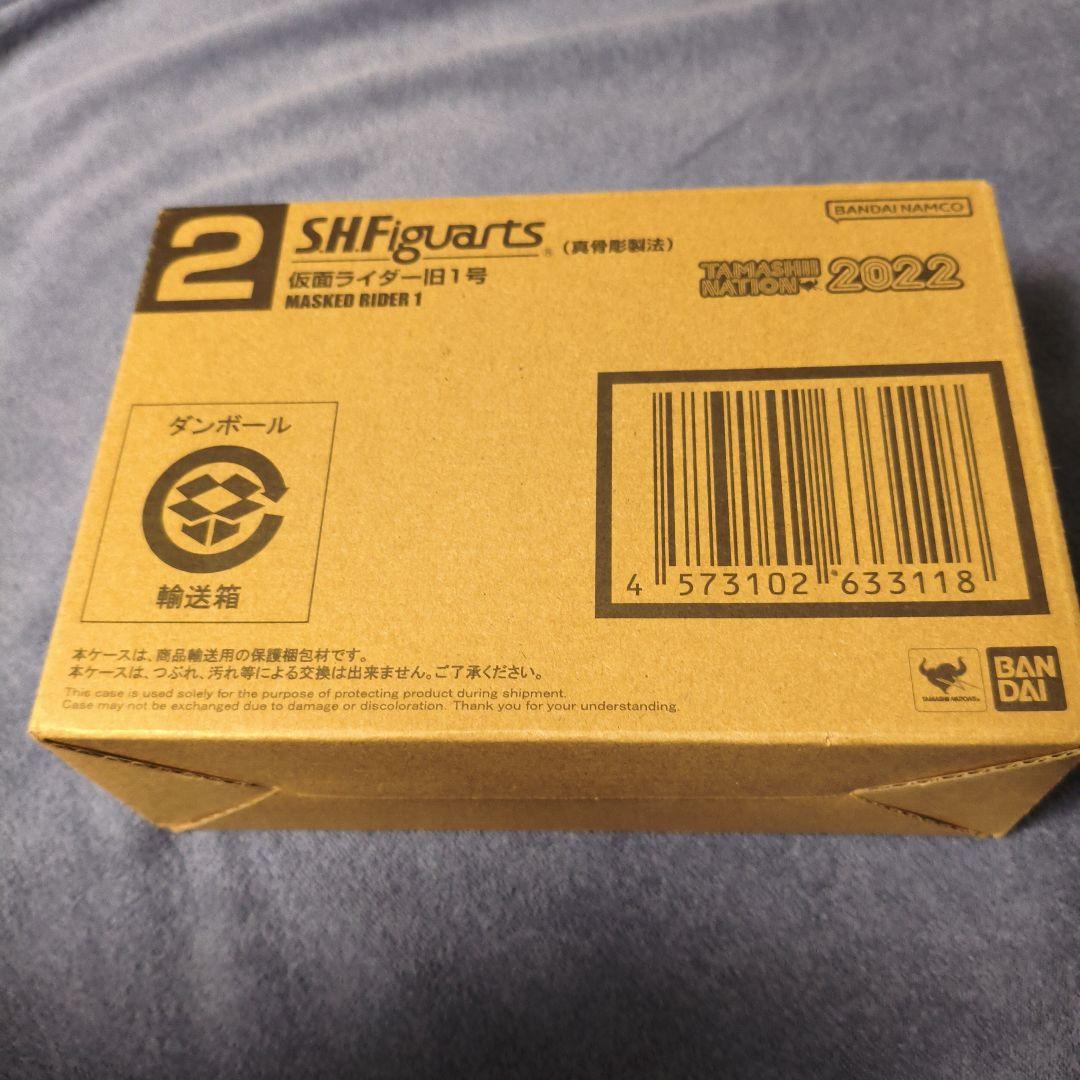 2
S.H.Figuarts® (真骨彫製法)
仮面ライダー旧1号
MASKED RIDER 1
BANDAI NAMCO
TAMASHII NATION 2022
ダンボール
輸送箱
4 573102 633118
本ケースは、商品輸送用の保護梱包材です。
本ケースは、つぶれ、汚れ等による交換は出来ません。ご了承ください。
This case is used solely for the purpose of protecting product during shipment.
Case may not be exchanged due to damage or discoloration. Thank you for your understanding.
TAMASHII NATIONS
BAN
DAI